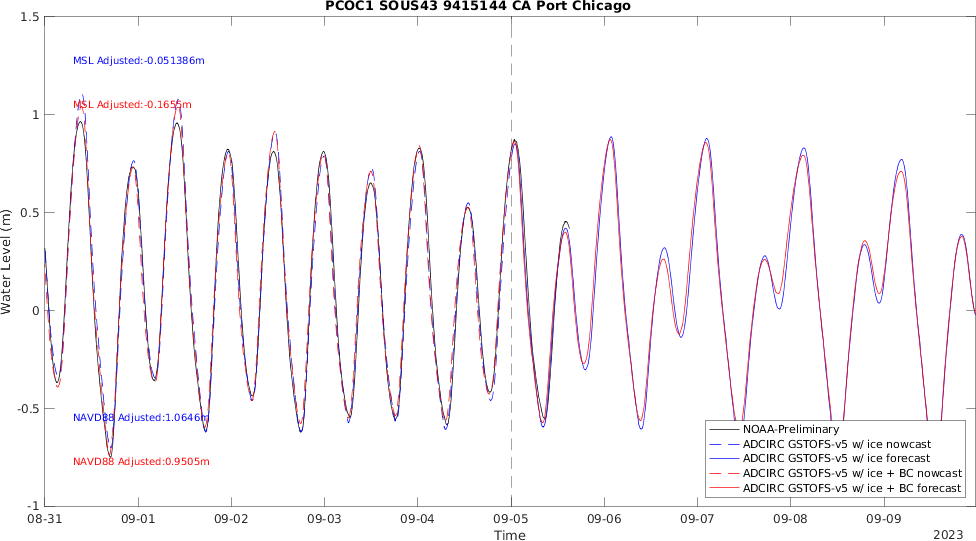 PCOC1 SOUS43 9415144 CA Port Chicago
1.5
MSL Adjusted:-0.051386m
MSL Adjusted:-0.1655m
1
0.5
Water Level (m)
0
-0.5
NAVD88 Adjusted:1.0646m
NAVD88 Adjusted:0.9505m
NOAA-Preliminary
ADCIRC GSTOFS-v5 w/ ice nowcast
ADCIRC GSTOFS-v5 w/ ice forecast
ADCIRC GSTOFS-v5 w/ ice + BC nowcast
ADCIRC GSTOFS-v5 w/ ice + BC forecast
-1
08-31 09-01 09-02 09-03 09-04 09-05 09-06 09-07 09-08 09-09
Time
2023